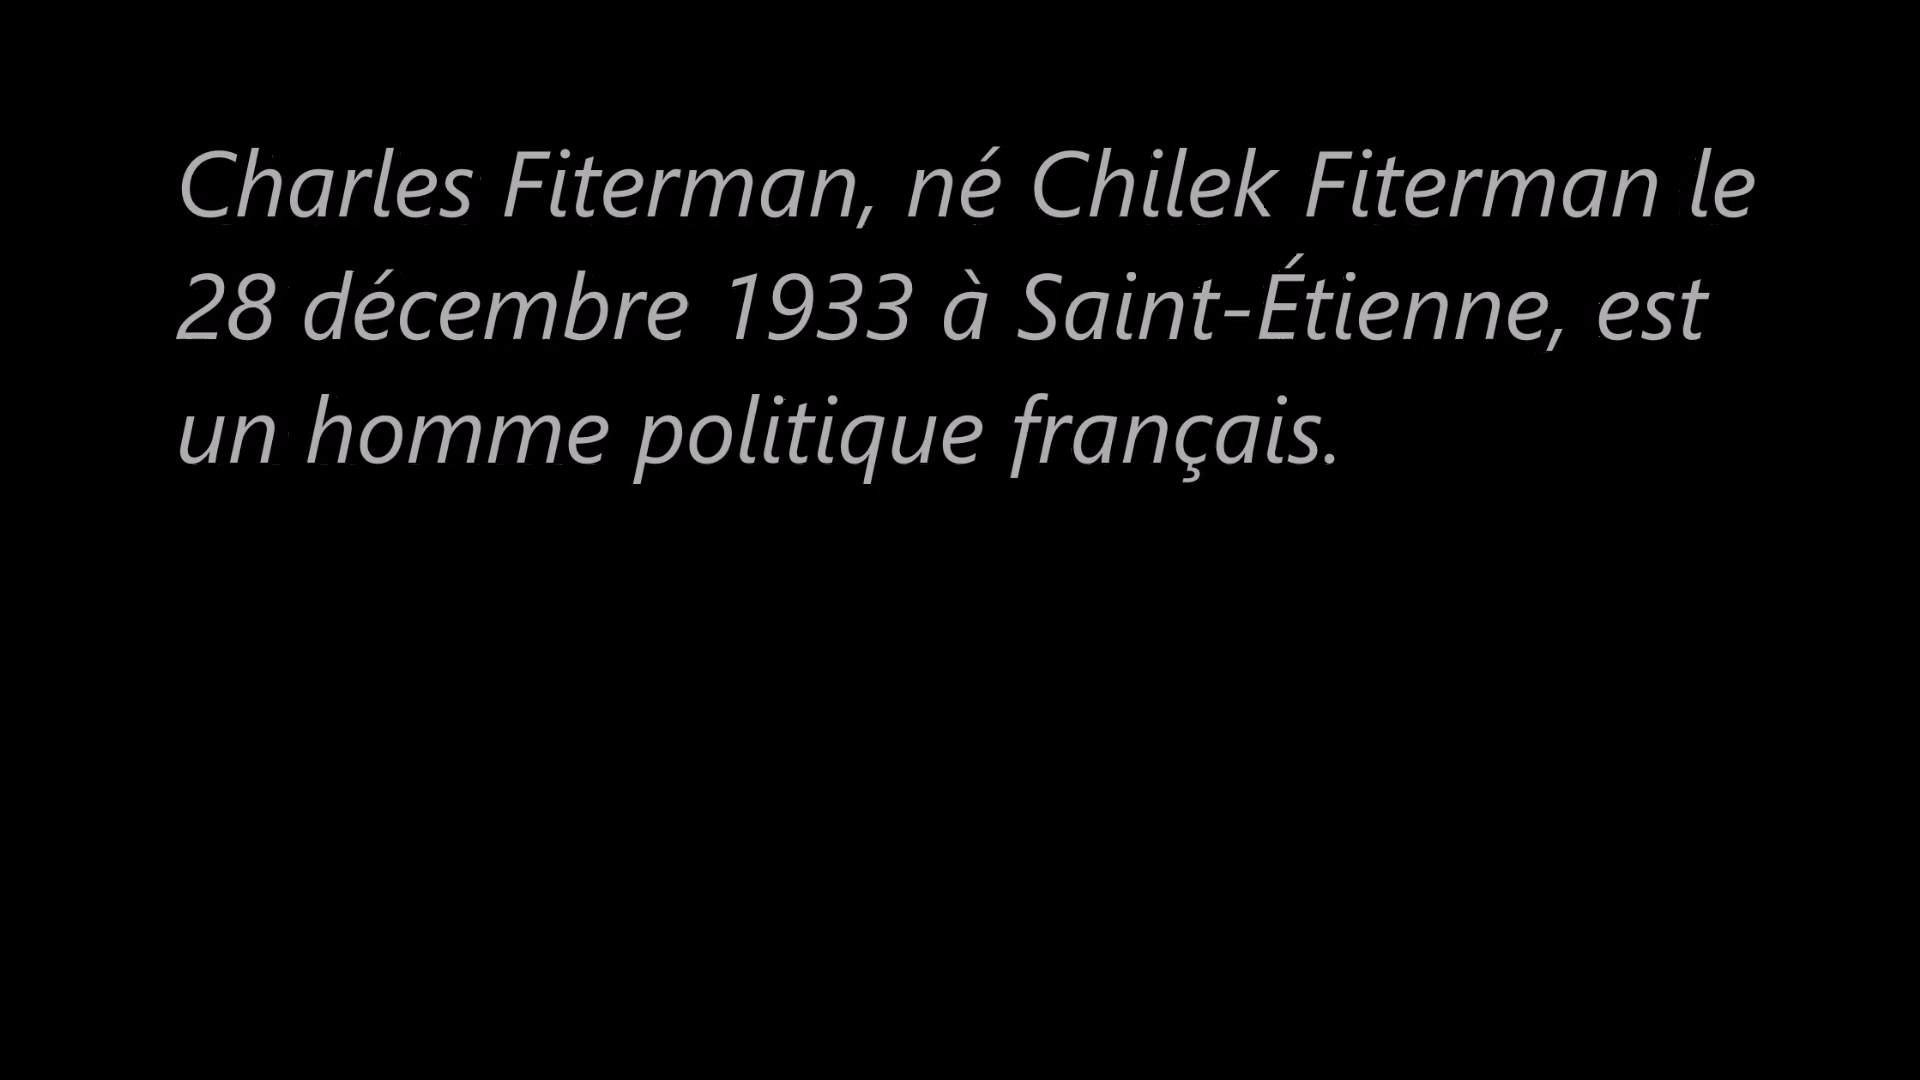 Charles Fiterman, né Chilek Fiterman le
28 décembre 1933 à Saint-Étienne, est
un homme politique français.